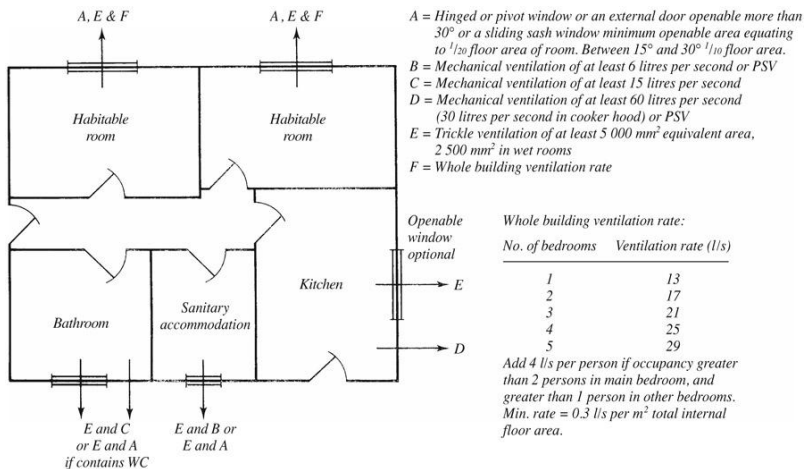 A, E & F
A, E & F
A = Hinged or pivot window or an external door openable more than
30° or a sliding sash window minimum openable area equating
to 1/20 floor area of room. Between 15° and 30° 1/10 floor area.
B = Mechanical ventilation of at least 6 litres per second or PSV
C = Mechanical ventilation of at least 15 litres per second
D = Mechanical ventilation of at least 60 litres per second
(30 litres per second in cooker hood) or PSV
E = Trickle ventilation of at least 5 000 mm² equivalent area,
2 500 mm² in wet rooms
F = Whole building ventilation rate
Habitable
room
Habitable
room
Openable
window
optional
Kitchen
E
D
Bathroom
Sanitary
accommodation
E and C
or E and A
if contains WC
E and B or
E and A
Whole building ventilation rate:
No. of bedrooms Ventilation rate (l/s)
1 13
2 17
3 21
4 25
5 29
Add 4 l/s per person if occupancy greater
than 2 persons in main bedroom, and
greater than 1 person in other bedrooms.
Min. rate = 0.3 l/s per m² total internal
floor area.